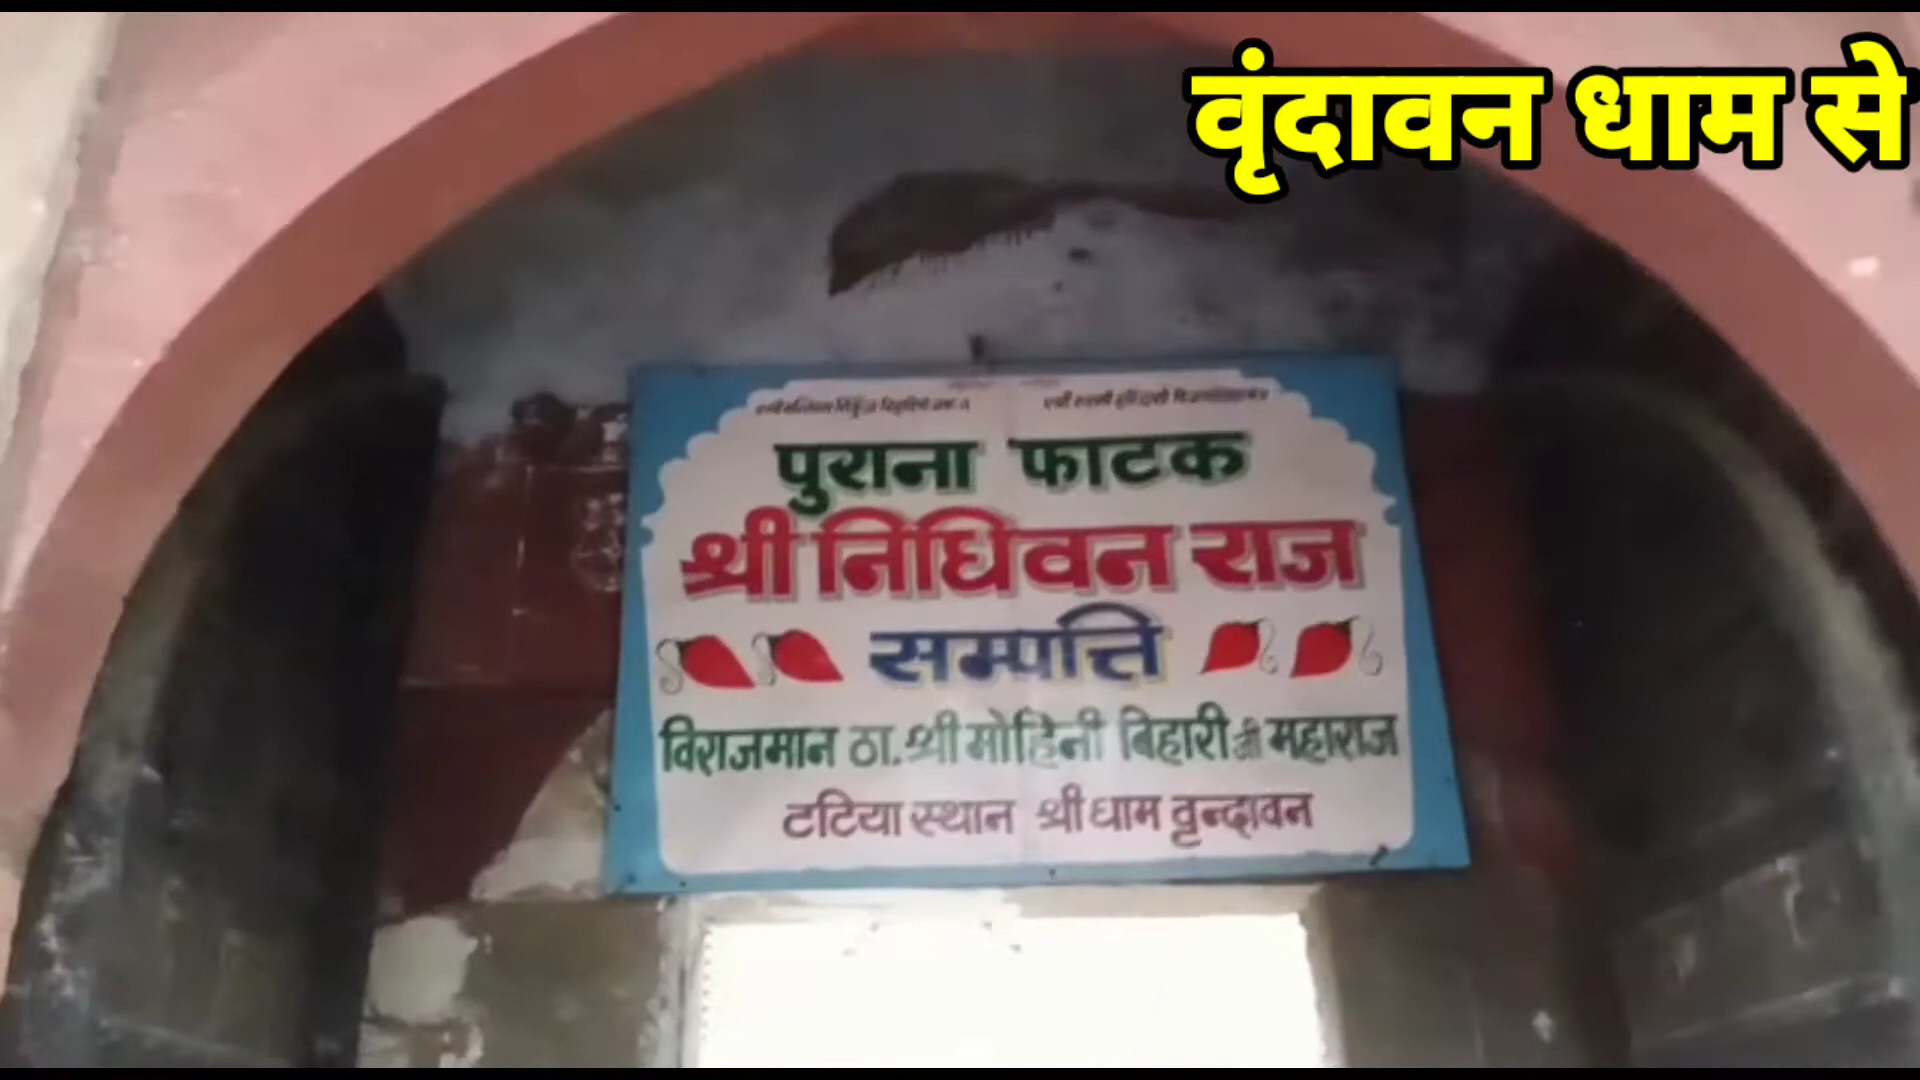 वृंदावन धाम से
पुराना फाटक
श्री निधिवन राज
सम्पत्ति
विराजमान ठा. श्री मोहिनी बिहारी जी महाराज
टटिया स्थान श्री धाम वृन्दावन